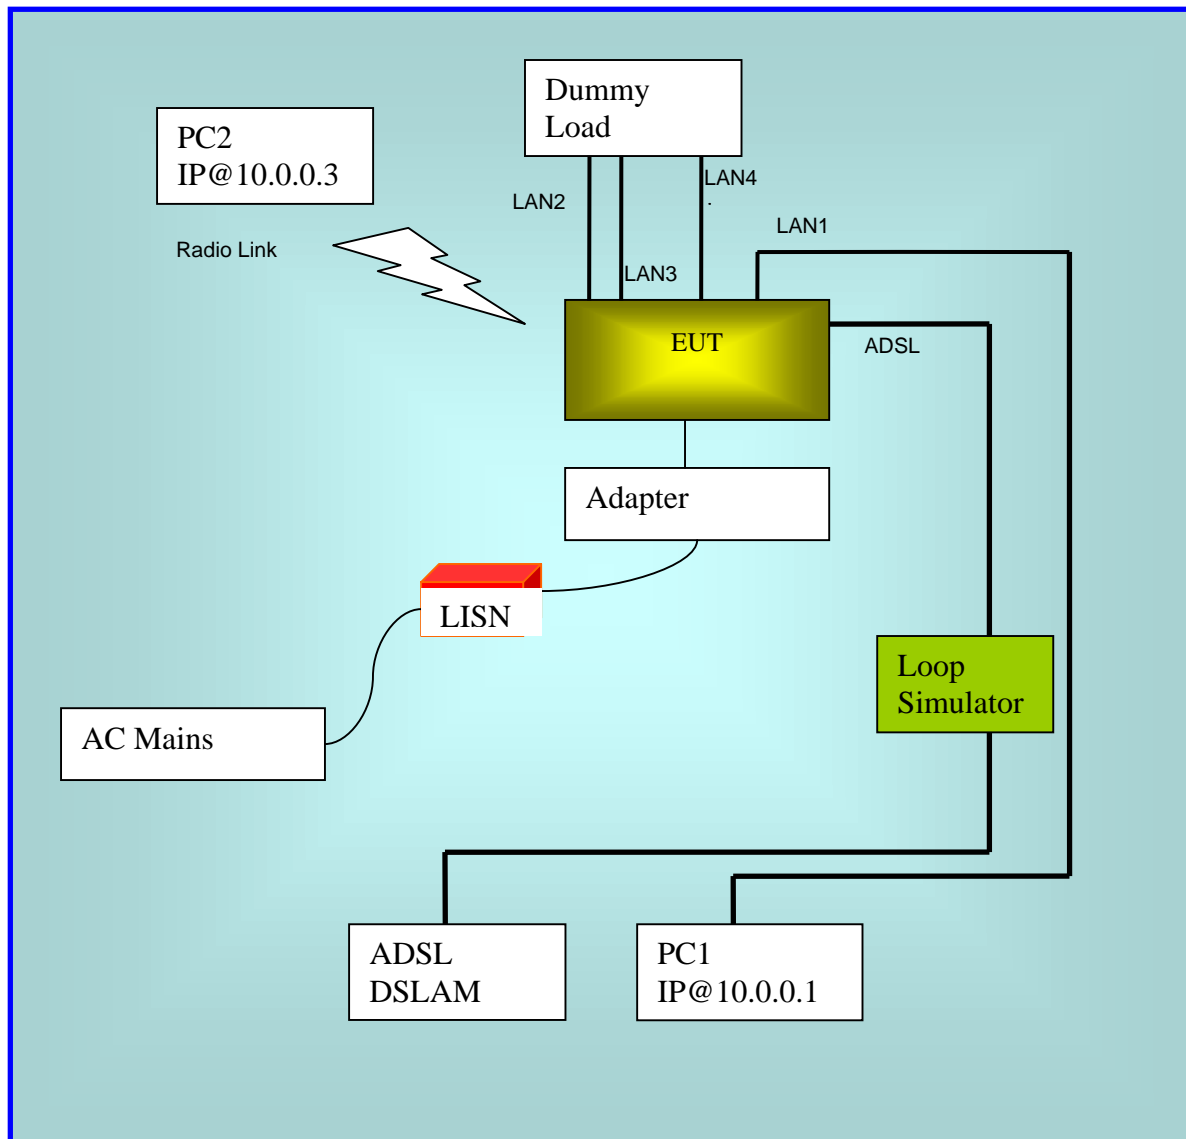 Dummy
Load
PC2
IP@10.0.0.3
LAN4
.
LAN2
LAN1
Radio Link
LAN3
EUT
ADSL
Adapter
LISN
Loop
Simulator
AC Mains
ADSL
DSLAM
PC1
IP@10.0.0.1